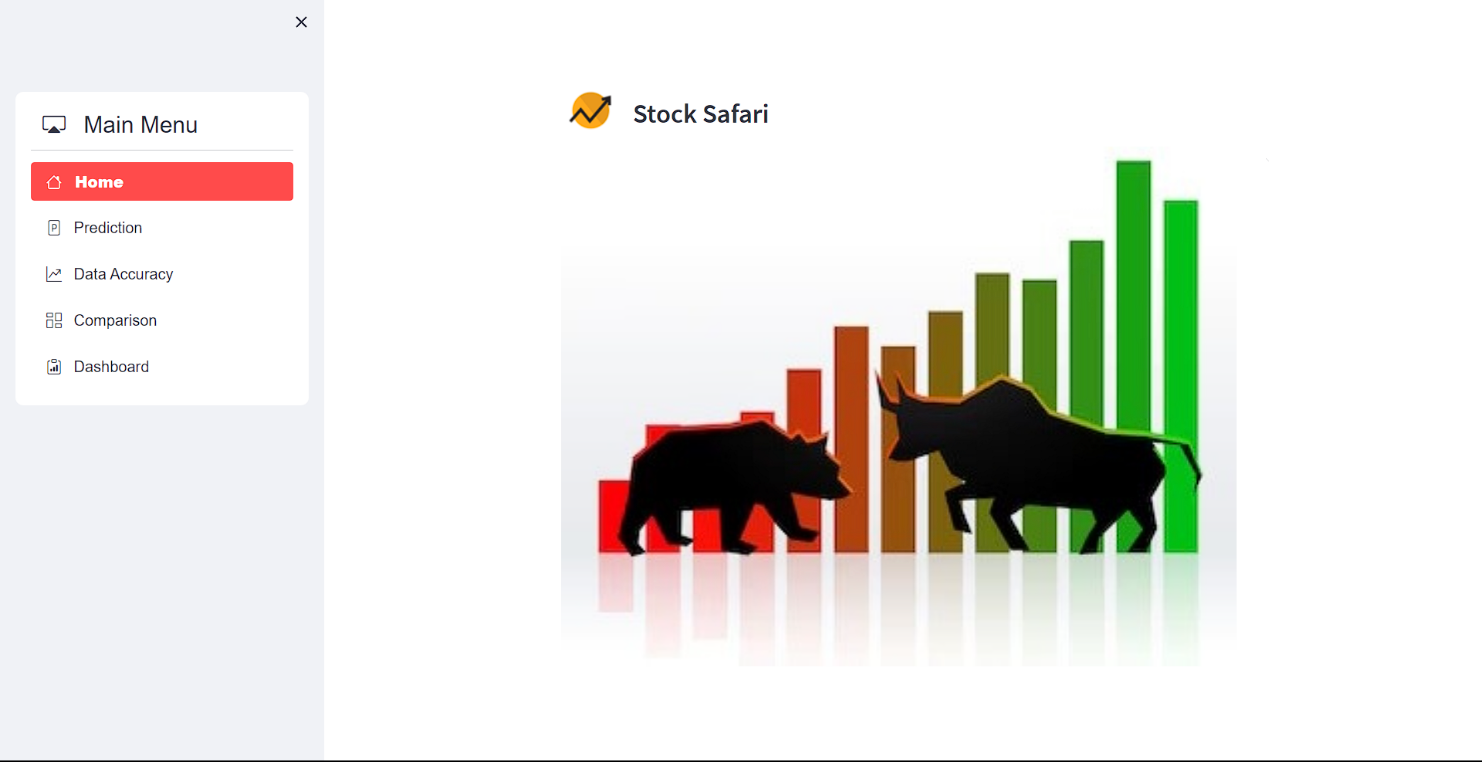 Main Menu
Home
Prediction
Data Accuracy
Comparison
Dashboard
Stock Safari